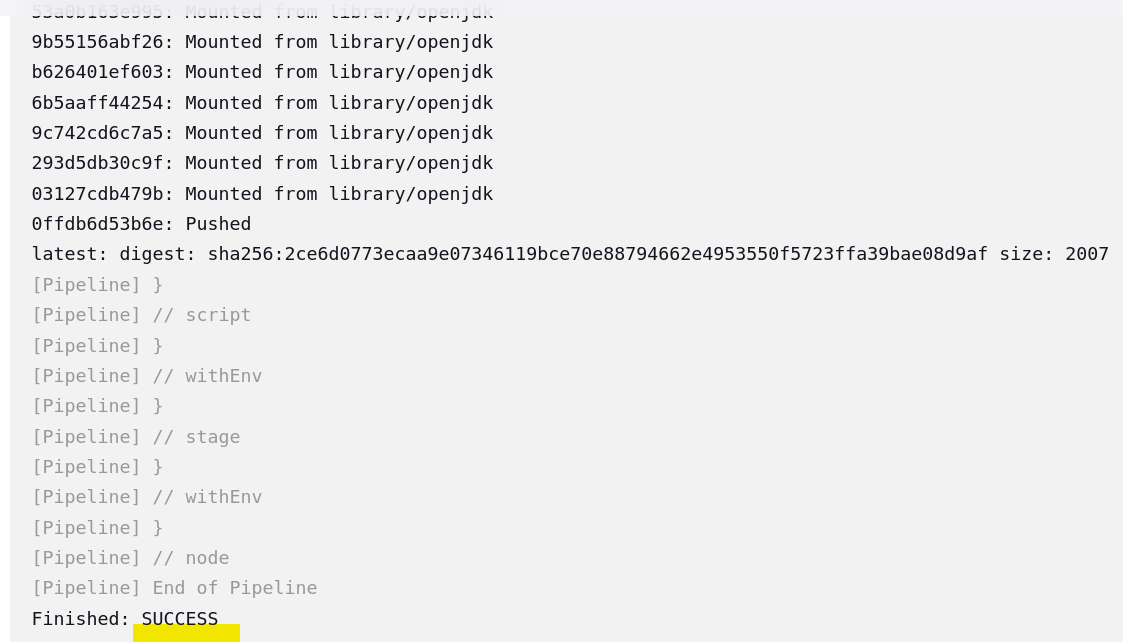 53a0b163e995: Mounted from library/openjdk
9b55156abf26: Mounted from library/openjdk
b626401ef603: Mounted from library/openjdk
6b5aaff44254: Mounted from library/openjdk
9c742cd6c7a5: Mounted from library/openjdk
293d5db30c9f: Mounted from library/openjdk
03127cdb479b: Mounted from library/openjdk
0ffdb6d53b6e: Pushed
latest: digest: sha256:2ce6d0773ecaa9e07346119bce70e88794662e4953550f5723ffa39bae08d9af size: 2007
[Pipeline] }
[Pipeline] // script
[Pipeline] }
[Pipeline] // withEnv
[Pipeline] }
[Pipeline] // stage
[Pipeline] }
[Pipeline] // withEnv
[Pipeline] }
[Pipeline] // node
[Pipeline] End of Pipeline
Finished: SUCCESS